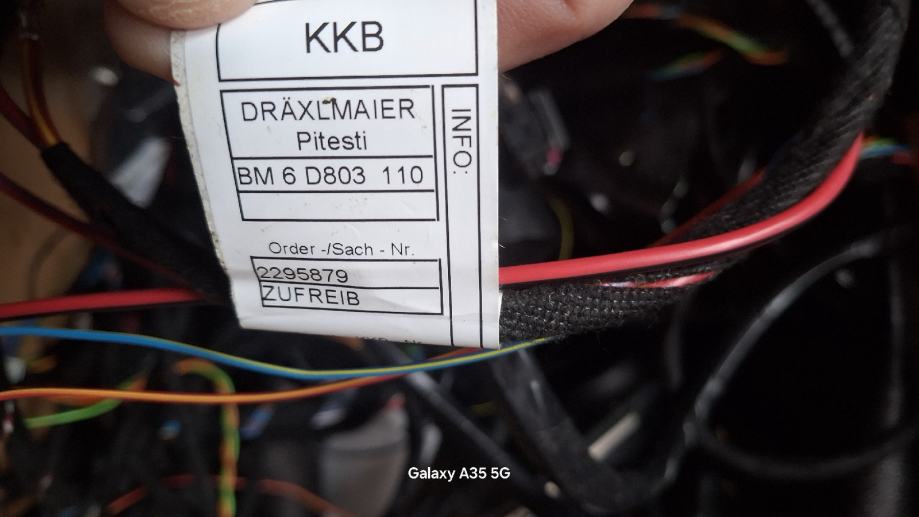 KKB
DRÄXLMAIER
Pitesti
BM 6 D803 110
INFO:
Order -/Sach - Nr.
2295879
ZUFREIB
Galaxy A35 5G